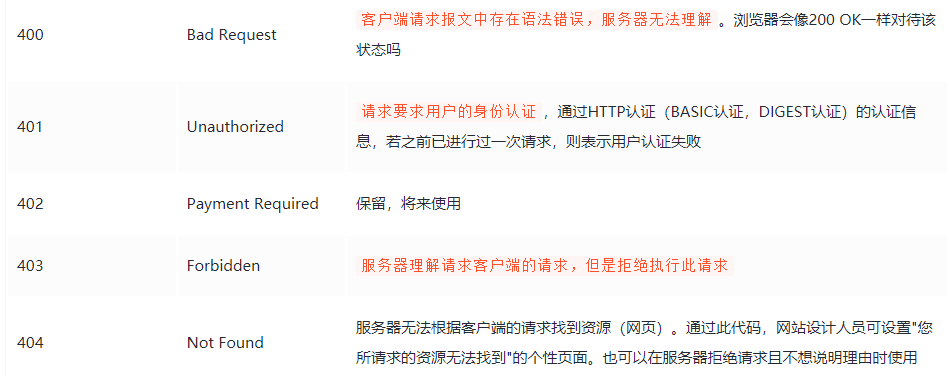 400 Bad Request 客户端请求报文中存在语法错误，服务器无法理解。浏览器会像200 OK一样对待该
状态吗
401 Unauthorized 请求要求用户的身份认证，通过HTTP认证（BASIC认证，DIGEST认证）的认证信
息，若之前已进行过一次请求，则表示用户认证失败
402 Payment Required 保留，将来使用
403 Forbidden 服务器理解请求客户端的请求，但是拒绝执行此请求
404 Not Found 服务器无法根据客户端的请求找到资源（网页）。通过此代码，网站设计人员可设置"您
所请求的资源无法找到"的个性页面。也可以在服务器拒绝请求且不想说明理由时使用